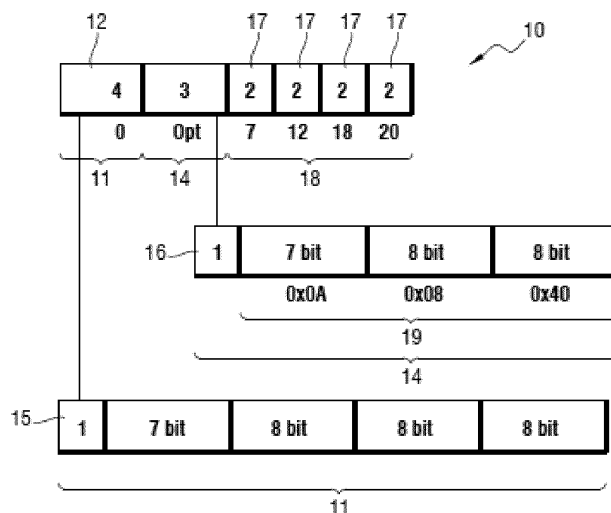 12 17 17 17 17 10
4 3 2 2 2 2
0 Opt 7 12 18 20
11 14 18
16 1 7 bit 8 bit 8 bit
0x0A 0x08 0x40
19
14
15 1 7 bit 8 bit 8 bit 8 bit
11